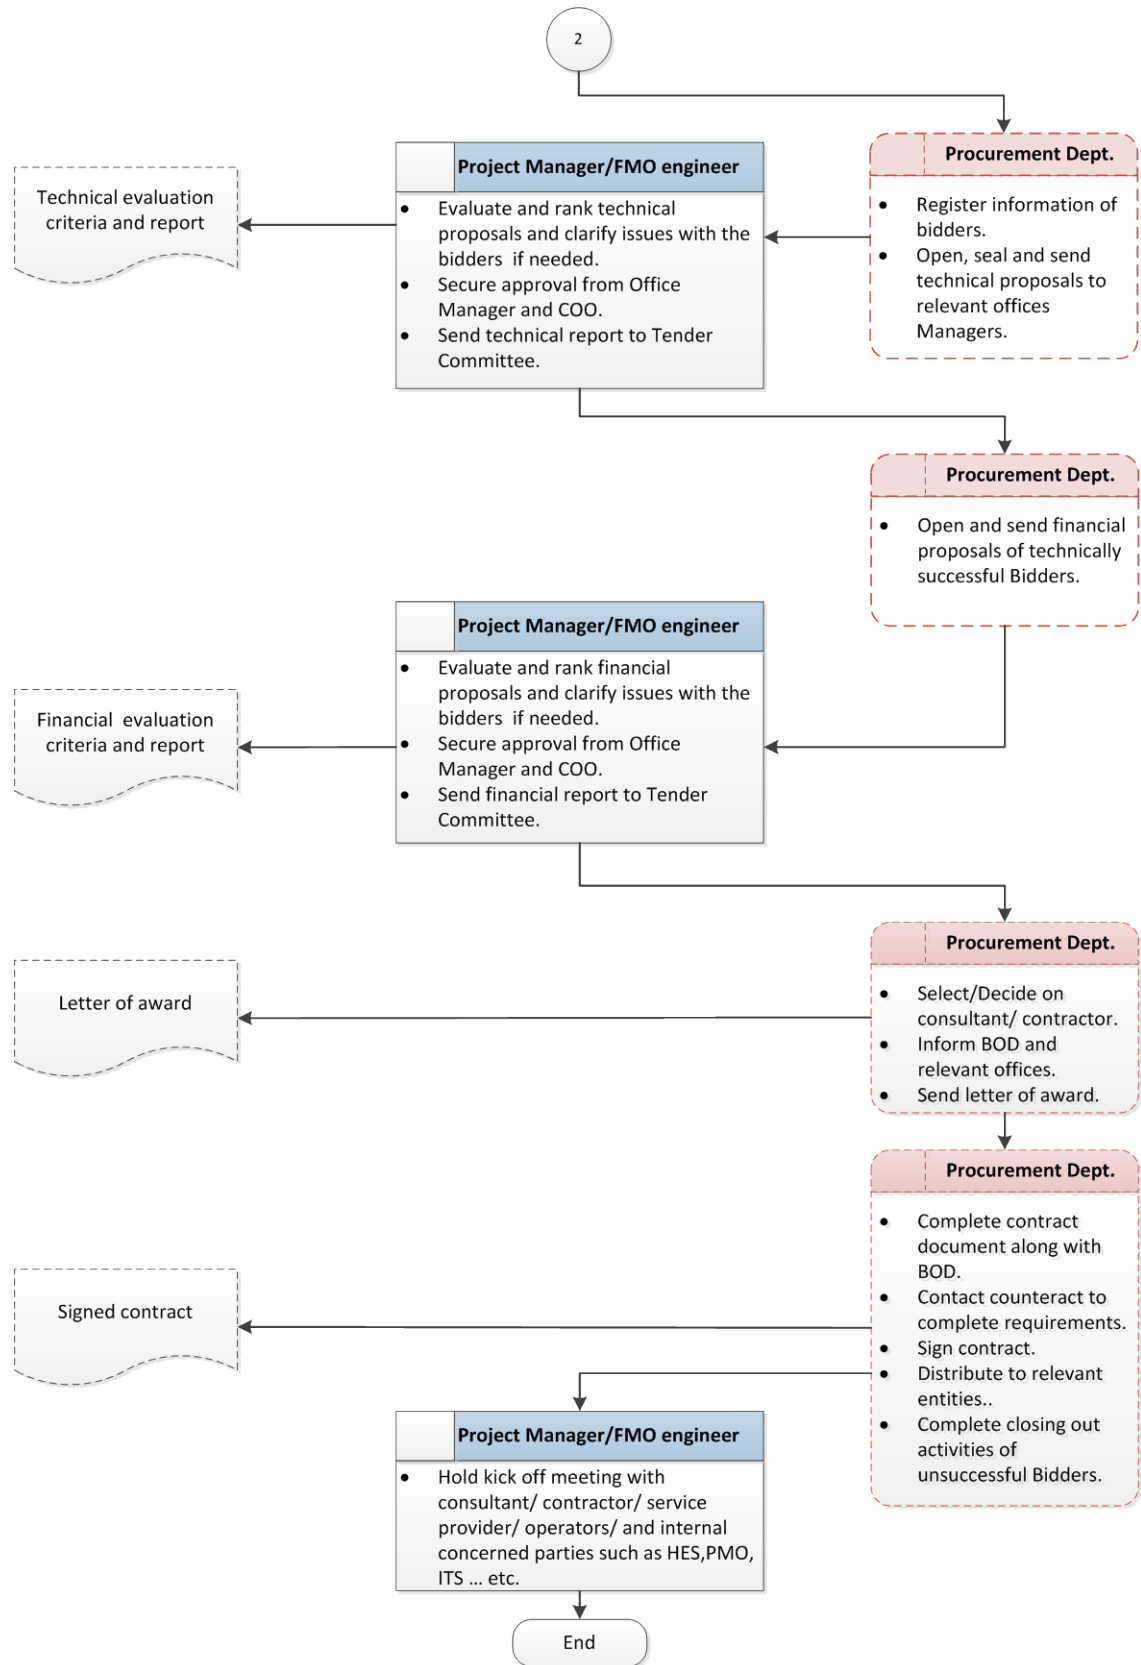 2
Procurement Dept.
● Register information of
bidders.
● Open, seal and send
technical proposals to
relevant offices
Managers.
Project Manager/FMO engineer
● Evaluate and rank technical
proposals and clarify issues with the
bidders if needed.
● Secure approval from Office
Manager and COO.
● Send technical report to Tender
Committee.
Technical evaluation
criteria and report
Procurement Dept.
● Open and send financial
proposals of technically
successful Bidders.
Project Manager/FMO engineer
● Evaluate and rank financial
proposals and clarify issues with the
bidders if needed.
● Secure approval from Office
Manager and COO.
● Send financial report to Tender
Committee.
Financial evaluation
criteria and report
Procurement Dept.
● Select/Decide on
consultant/ contractor.
● Inform BOD and
relevant offices.
● Send letter of award.
Letter of award
Procurement Dept.
● Complete contract
document along with
BOD.
● Contact counteract to
complete requirements.
● Sign contract.
● Distribute to relevant
entities..
● Complete closing out
activities of
unsuccessful Bidders.
Signed contract
Project Manager/FMO engineer
● Hold kick off meeting with
consultant/ contractor/ service
provider/ operators/ and internal
concerned parties such as HES,PMO,
ITS ... etc.
End